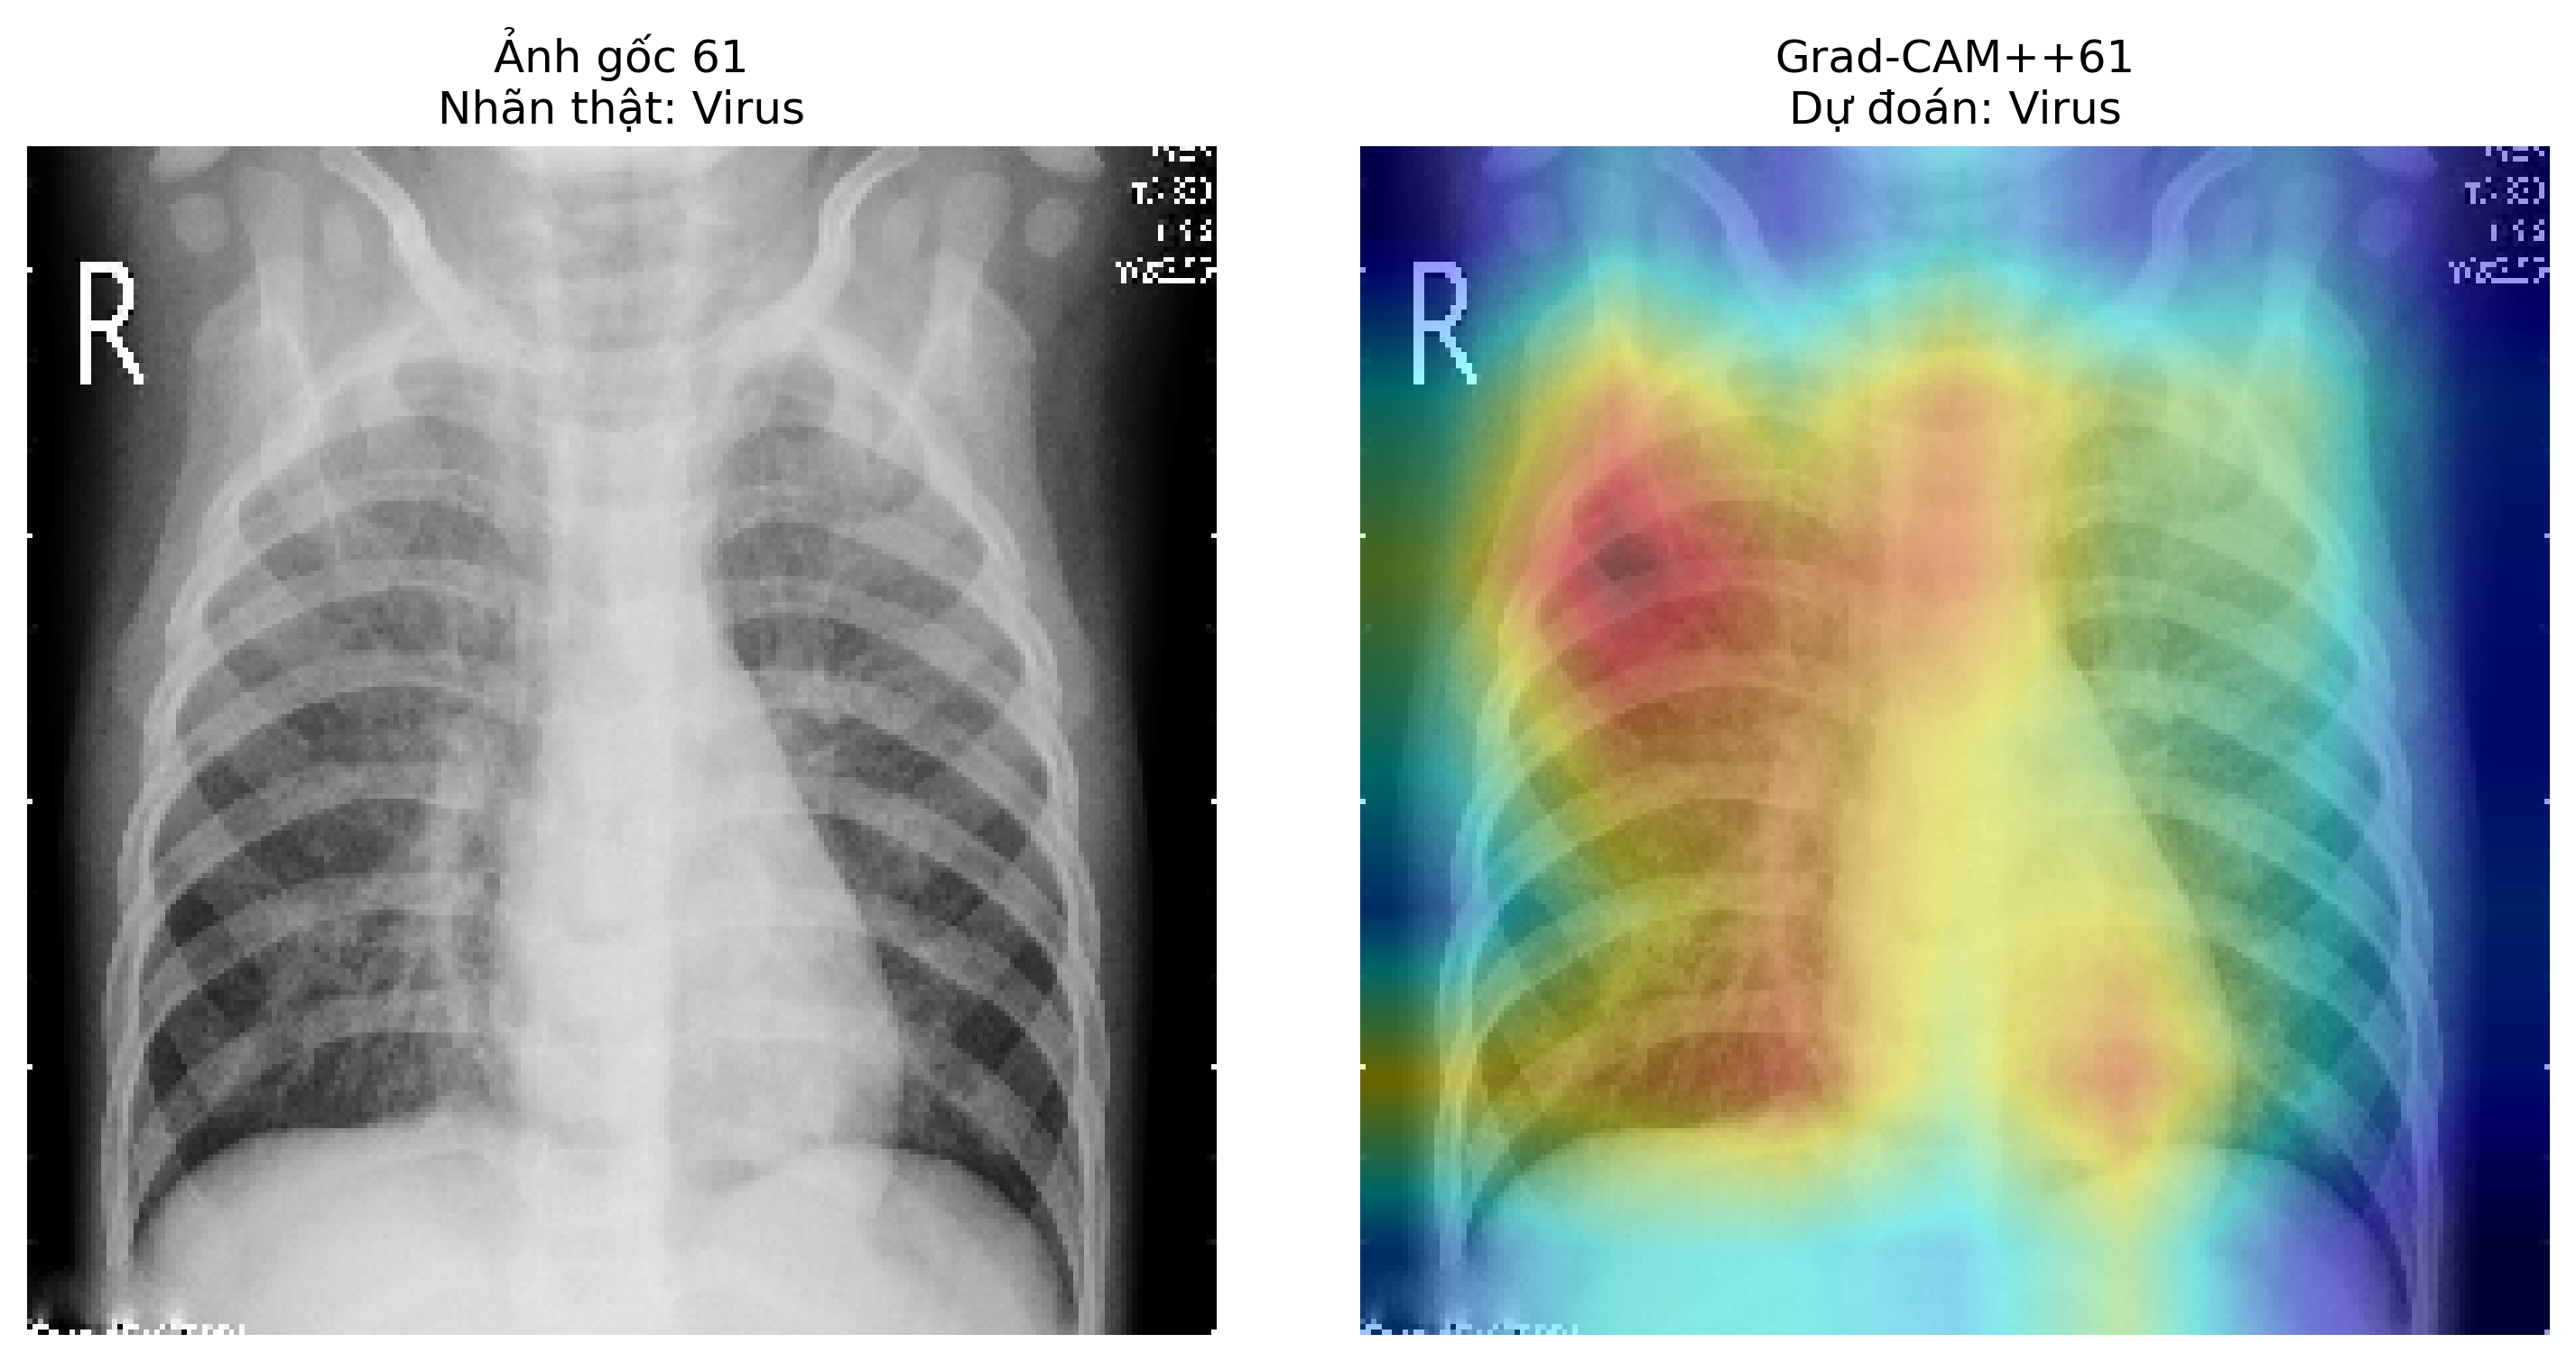 Ảnh gốc 61
Nhãn thật: Virus
Grad-CAM++61
Dự đoán: Virus
R
R